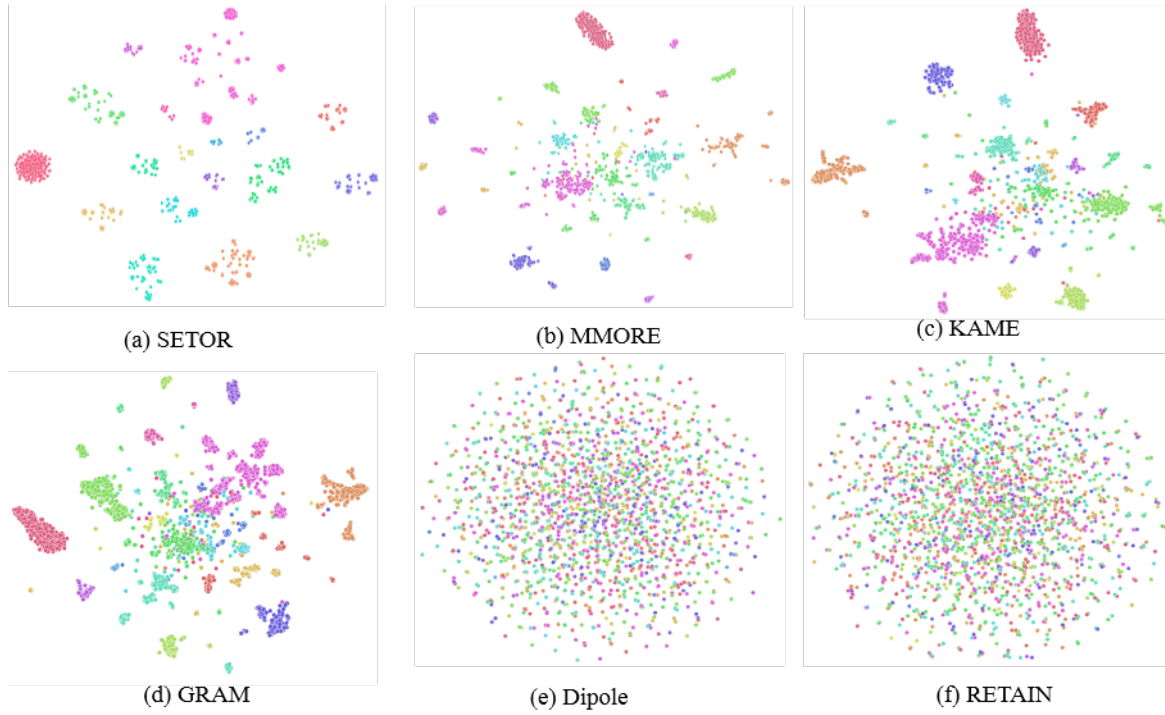 (a) SETOR
(b) MMORE
(c) KAME
(d) GRAM
(e) Dipole
(f) RETAIN